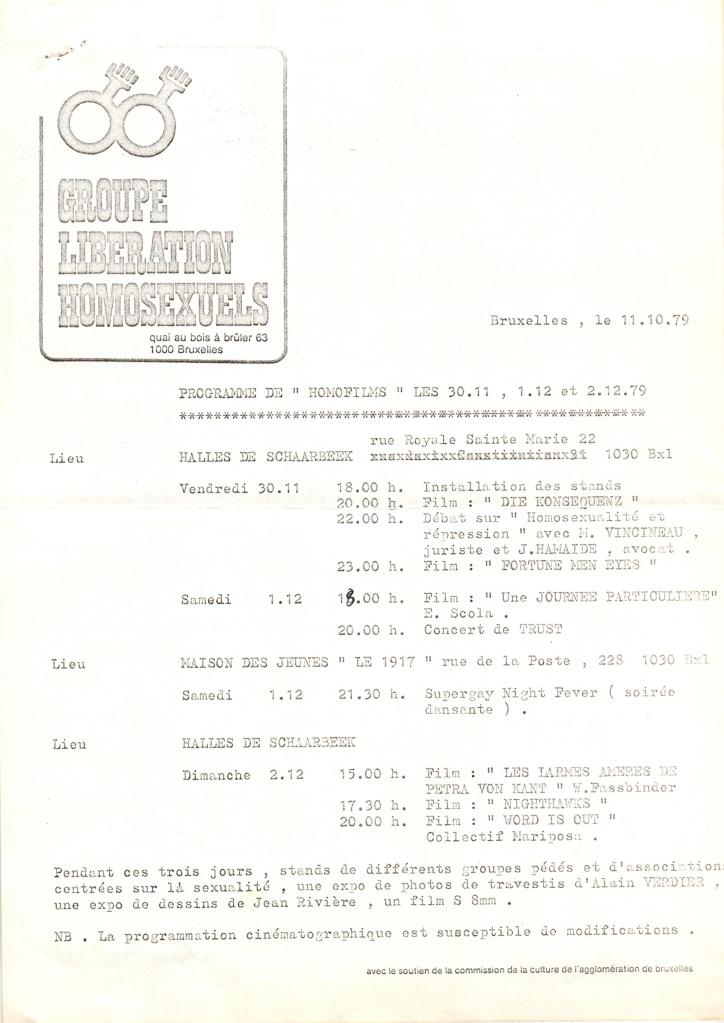 GROUPE
LIBERATION
HOMOSEXUELS
quai au bois à brûler 63
1000 Bruxelles
Bruxelles , le 11.10.79
PROGRAMME DE " HOMOFILMS " LES 30.11 , 1.12 et 2.12.79
rue Royale Sainte Marie 22
Lieu HALLES DE SCHAARBEEK 1030 Bxl
Vendredi 30.11 18.00 h. Installation des stands
20.00 h. Film : " DIE KONSEQUENZ "
22.00 h. Débat sur " Homosexualité et
répression " avec M. VINCINEAU ,
juriste et J.HAMAIDE , avocat .
23.00 h. Film : " FORTUNE MEN EYES "
Samedi 1.12 18.00 h. Film : " Une JOURNEE PARTICULIERE"
E. Scola .
20.00 h. Concert de TRUST
Lieu MAISON DES JEUNES " LE 1917 " rue de la Poste , 228 1030 Bxl
Samedi 1.12 21.30 h. Supergay Night Fever ( soirée
dansante ) .
Lieu HALLES DE SCHAARBEEK
Dimanche 2.12 15.00 h. Film : " LES LARMES AMERES DE
PETRA VON KANT " W.Fassbinder
17.30 h. Film : " NIGHTHAWKS "
20.00 h. Film : " WORD IS OUT "
Collectif Mariposa .
Pendant ces trois jours , stands de différents groupes pédés et d'association
centrées sur la sexualité , une expo de photos de travestis d'Alain VERDIER ,
une expo de dessins de Jean Rivière , un film S 8mm .
NB . La programmation cinématographique est susceptible de modifications .
avec le soutien de la commission de la culture de l'agglomération de bruxelles